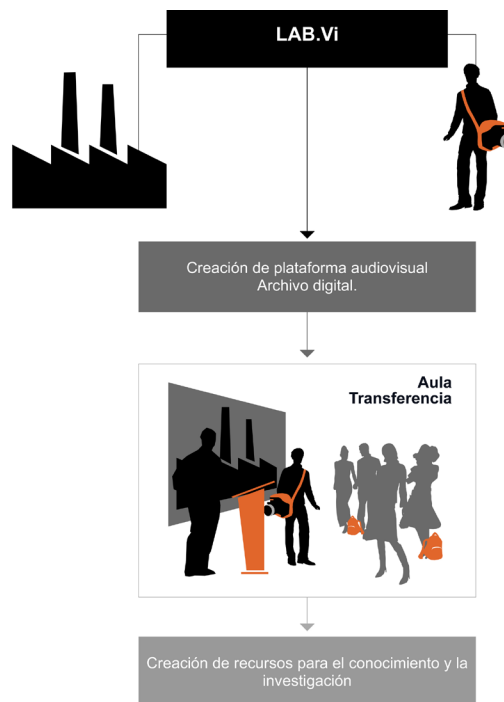 LAB.Vi
Creación de plataforma audiovisual
Archivo digital.
Aula
Transferencia
Creación de recursos para el conocimiento y la
investigación